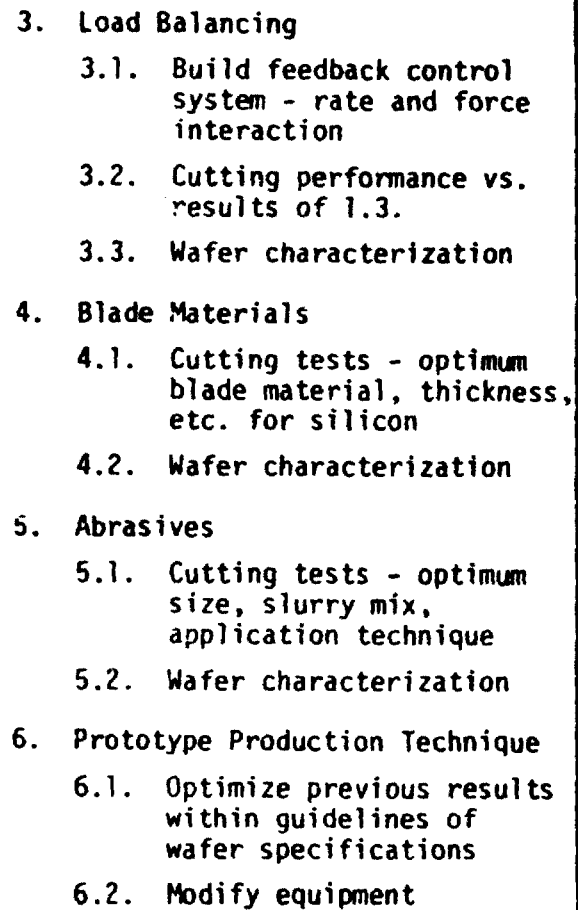 3. Load Balancing
3.1. Build feedback control
system - rate and force
interaction
3.2. Cutting performance vs.
results of 1.3.
3.3. Wafer characterization
4. Blade Materials
4.1. Cutting tests - optimum
blade material, thickness,
etc. for silicon
4.2. Wafer characterization
5. Abrasives
5.1. Cutting tests - optimum
size, slurry mix,
application technique
5.2. Wafer characterization
6. Prototype Production Technique
6.1. Optimize previous results
within guidelines of
wafer specifications
6.2. Modify equipment